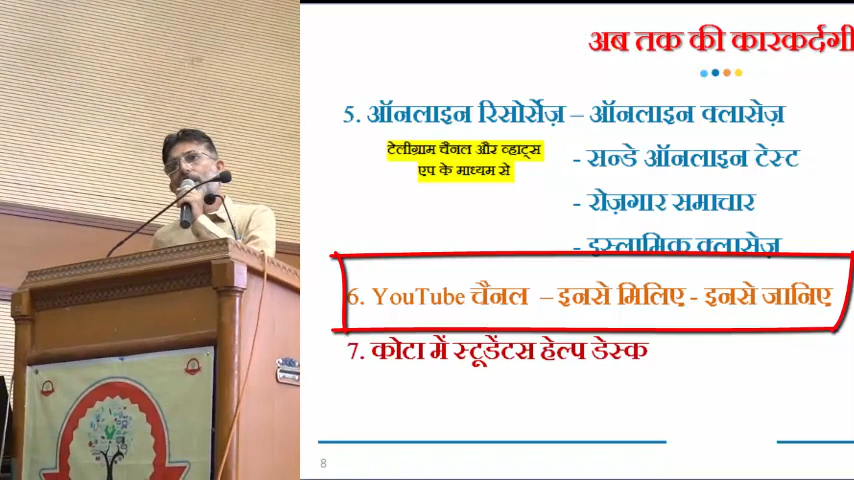 अब तक की कारकर्दगी
5. ऑनलाइन रिसोर्सेज़ – ऑनलाइन क्लासेज़
टेलीग्राम चैनल और व्हाट्स
एप के माध्यम से
- सन्डे ऑनलाइन टेस्ट
- रोज़गार समाचार
- इस्लामिक क्लासेज़
6. YouTube चैनल – इनसे मिलिए - इनसे जानिए
7. कोटा में स्टूडेंटस हेल्प डेस्क
8